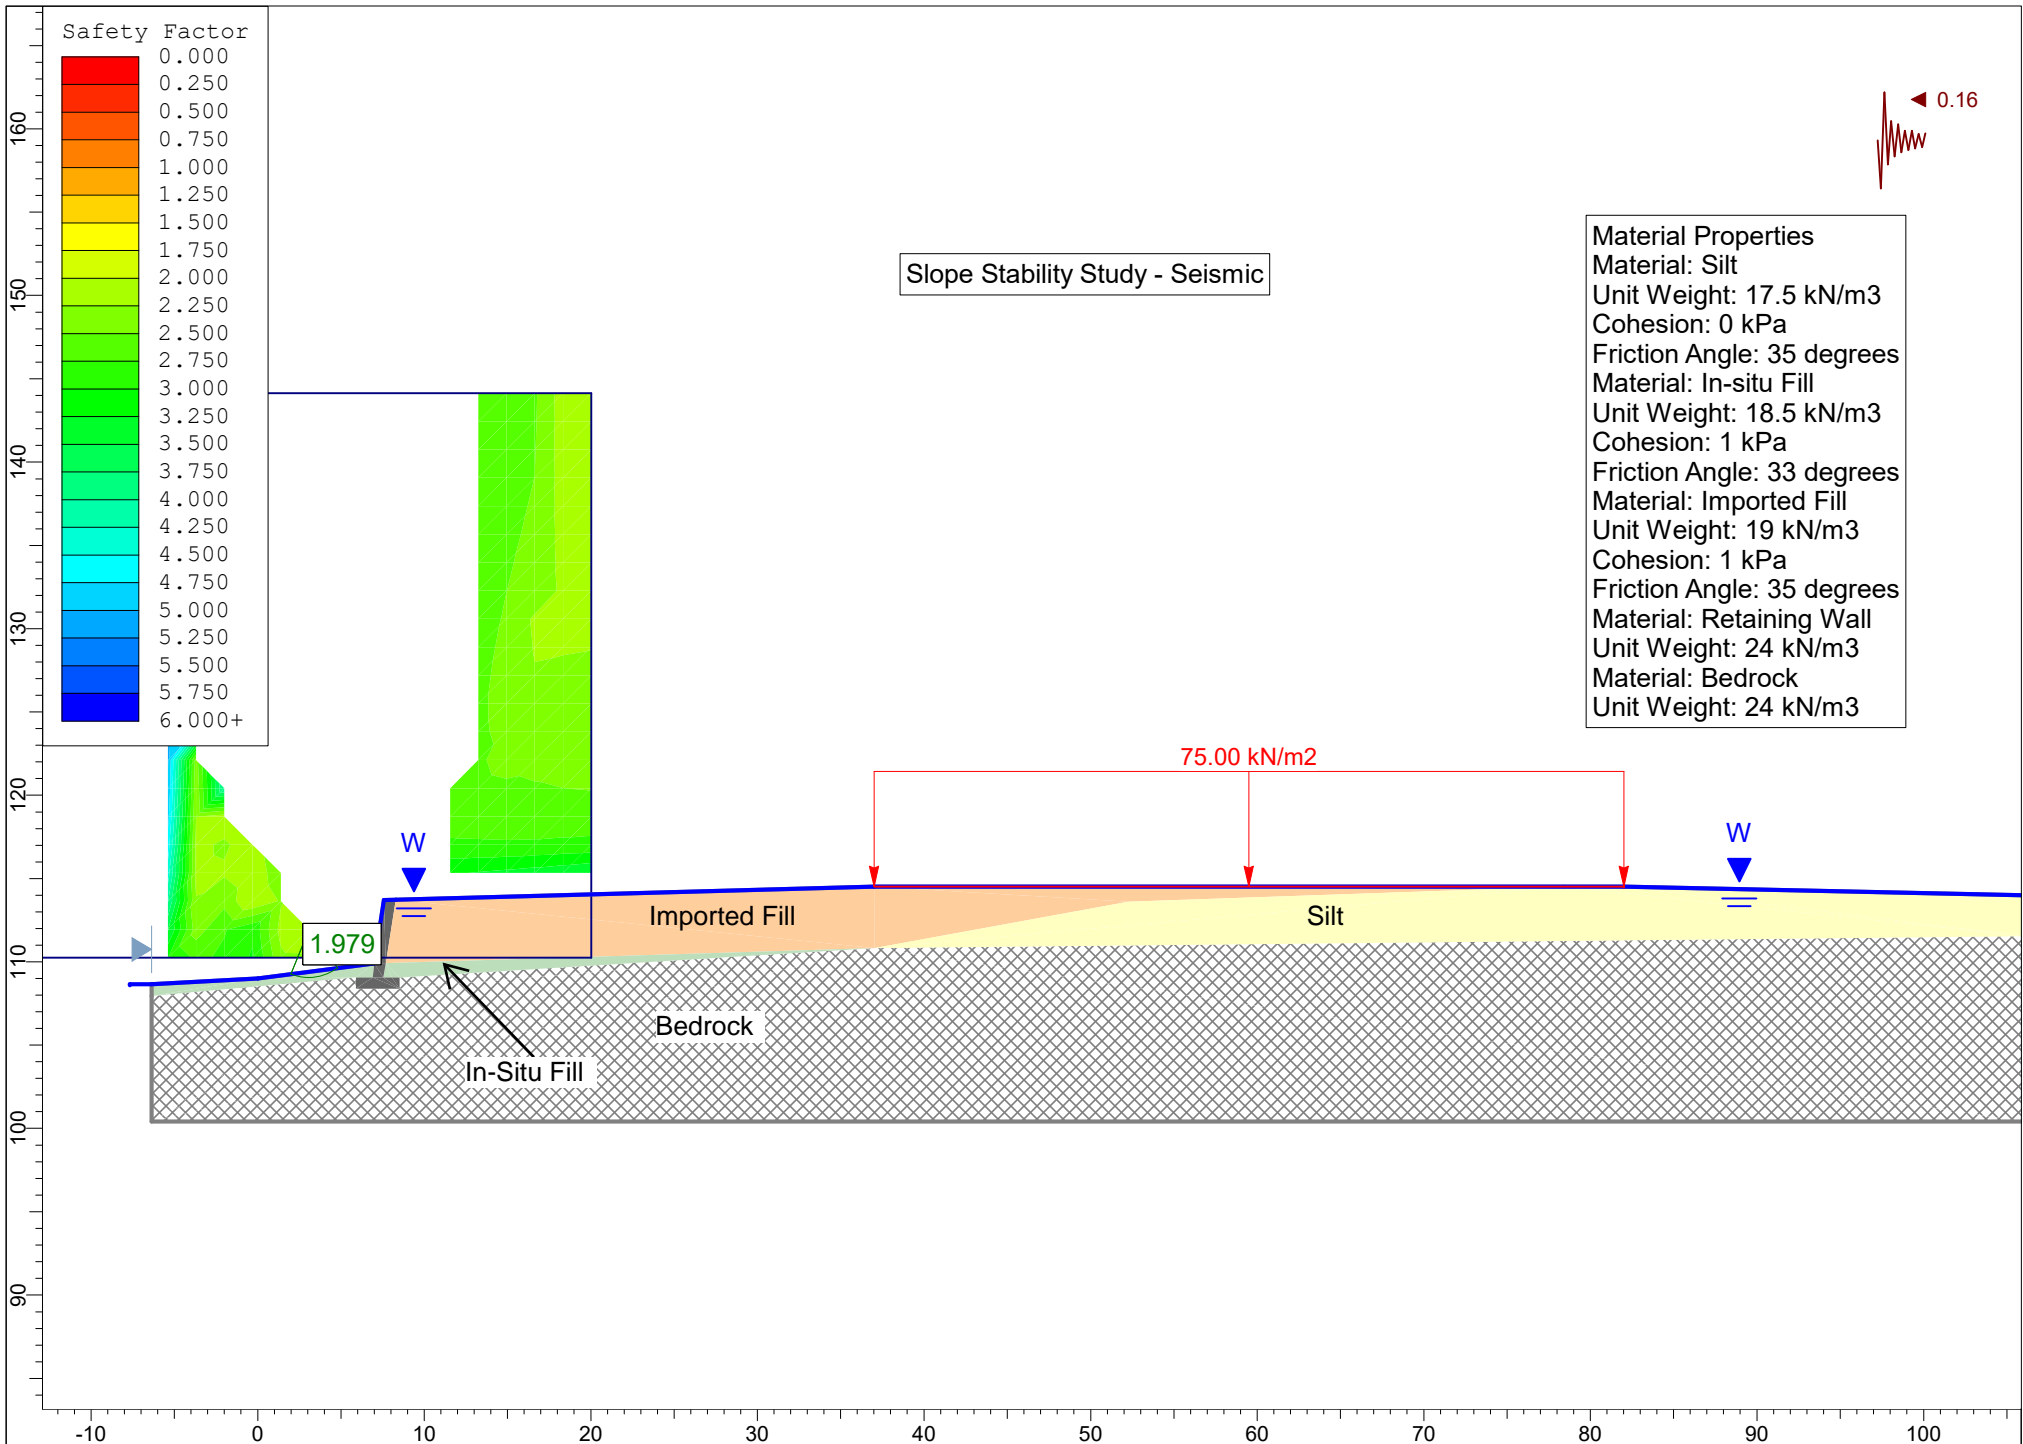 Safety Factor
0.000
0.250
0.500
0.750
1.000
1.250
1.500
1.750
2.000
2.250
2.500
2.750
3.000
3.250
3.500
3.750
4.000
4.250
4.500
4.750
5.000
5.250
5.500
5.750
6.000+
0.16
Slope Stability Study - Seismic
Material Properties
Material: Silt
Unit Weight: 17.5 kN/m3
Cohesion: 0 kPa
Friction Angle: 35 degrees
Material: In-situ Fill
Unit Weight: 18.5 kN/m3
Cohesion: 1 kPa
Friction Angle: 33 degrees
Material: Imported Fill
Unit Weight: 19 kN/m3
Cohesion: 1 kPa
Friction Angle: 35 degrees
Material: Retaining Wall
Unit Weight: 24 kN/m3
Material: Bedrock
Unit Weight: 24 kN/m3
75.00 kN/m2
W
W
1.979
Imported Fill
Silt
Bedrock
In-Situ Fill
160
150
140
130
120
110
100
90
-10
0
10
20
30
40
50
60
70
80
90
100